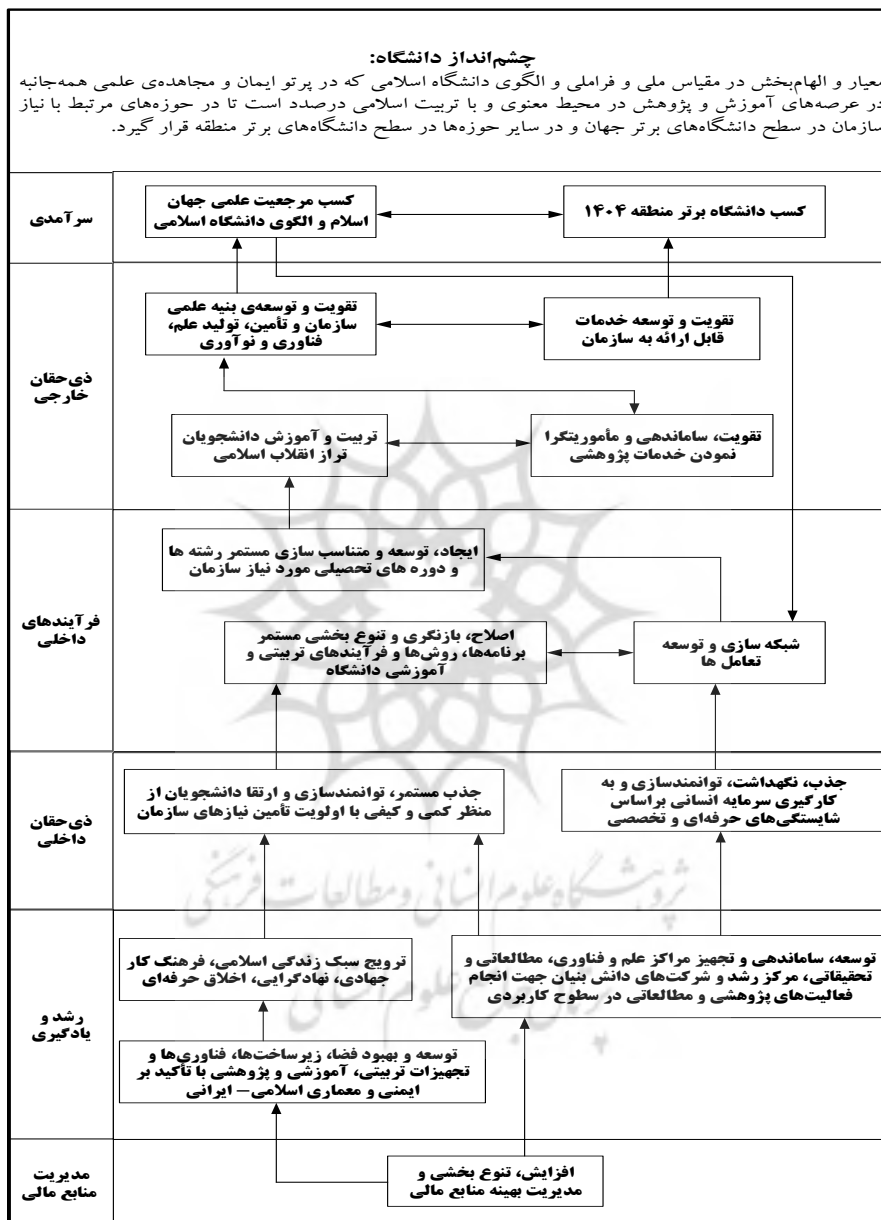 چشم‌انداز دانشگاه:
معیار و الهام‌بخش در مقیاس ملی و فراملی و الگوی دانشگاه اسلامی که در پرتو ایمان و مجاهده‌ی علمی همه‌جانبه
در عرصه‌های آموزش و پژوهش در محیط معنوی و با تربیت اسلامی درصدد است تا در حوزه‌های مرتبط با نیاز
سازمان در سطح دانشگاه‌های برتر جهان و در سایر حوزه‌ها در سطح دانشگاه‌های برتر منطقه قرار گیرد.
سرآمدی
کسب دانشگاه برتر منطقه ۱۴۰۴
کسب مرجعیت علمی جهان
اسلام و الگوی دانشگاه اسلامی
ذی‌حقان
خارجی
تقویت و توسعه خدمات
قابل ارائه به سازمان
تقویت و توسعه‌ی بنیه علمی
سازمان و تأمین، تولید علم،
فناوری و نوآوری
تقویت، ساماندهی و مأموریتگرا
نمودن خدمات پژوهشی
تربیت و آموزش دانشجویان
تراز انقلاب اسلامی
فرآیندهای
داخلی
ایجاد، توسعه و متناسب سازی مستمر رشته ها
و دوره های تحصیلی مورد نیاز سازمان
شبکه سازی و توسعه
تعامل ها
اصلاح، بازنگری و تنوع بخشی مستمر
برنامه‌ها، روش‌ها و فرآیندهای تربیتی و
آموزشی دانشگاه
ذی‌حقان
داخلی
جذب، نگهداشت، توانمندسازی و به
کارگیری سرمایه انسانی براساس
شایستگی‌های حرفه‌ای و تخصصی
جذب مستمر، توانمندسازی و ارتقا دانشجویان از
منظر کمی و کیفی با اولویت تأمین نیازهای سازمان
پژوهشگاه علوم انسانی و مطالعات فرهنگی
رشد و
یادگیری
توسعه، ساماندهی و تجهیز مراکز علم و فناوری، مطالعاتی و
تحقیقاتی، مرکز رشد و شرکت‌های دانش بنیان جهت انجام
فعالیت‌های پژوهشی و مطالعاتی در سطوح کاربردی
ترویج سبک زندگی اسلامی، فرهنگ کار
جهادی، نهادگرایی، اخلاق حرفه‌ای
پرتال جامع علوم انسانی
توسعه و بهبود فضا، زیرساخت‌ها، فناوری‌ها و
تجهیزات تربیتی، آموزشی و پژوهشی با تأکید بر
ایمنی و معماری اسلامی– ایرانی
مدیریت
منابع مالی
افزایش، تنوع بخشی و
مدیریت بهینه منابع مالی